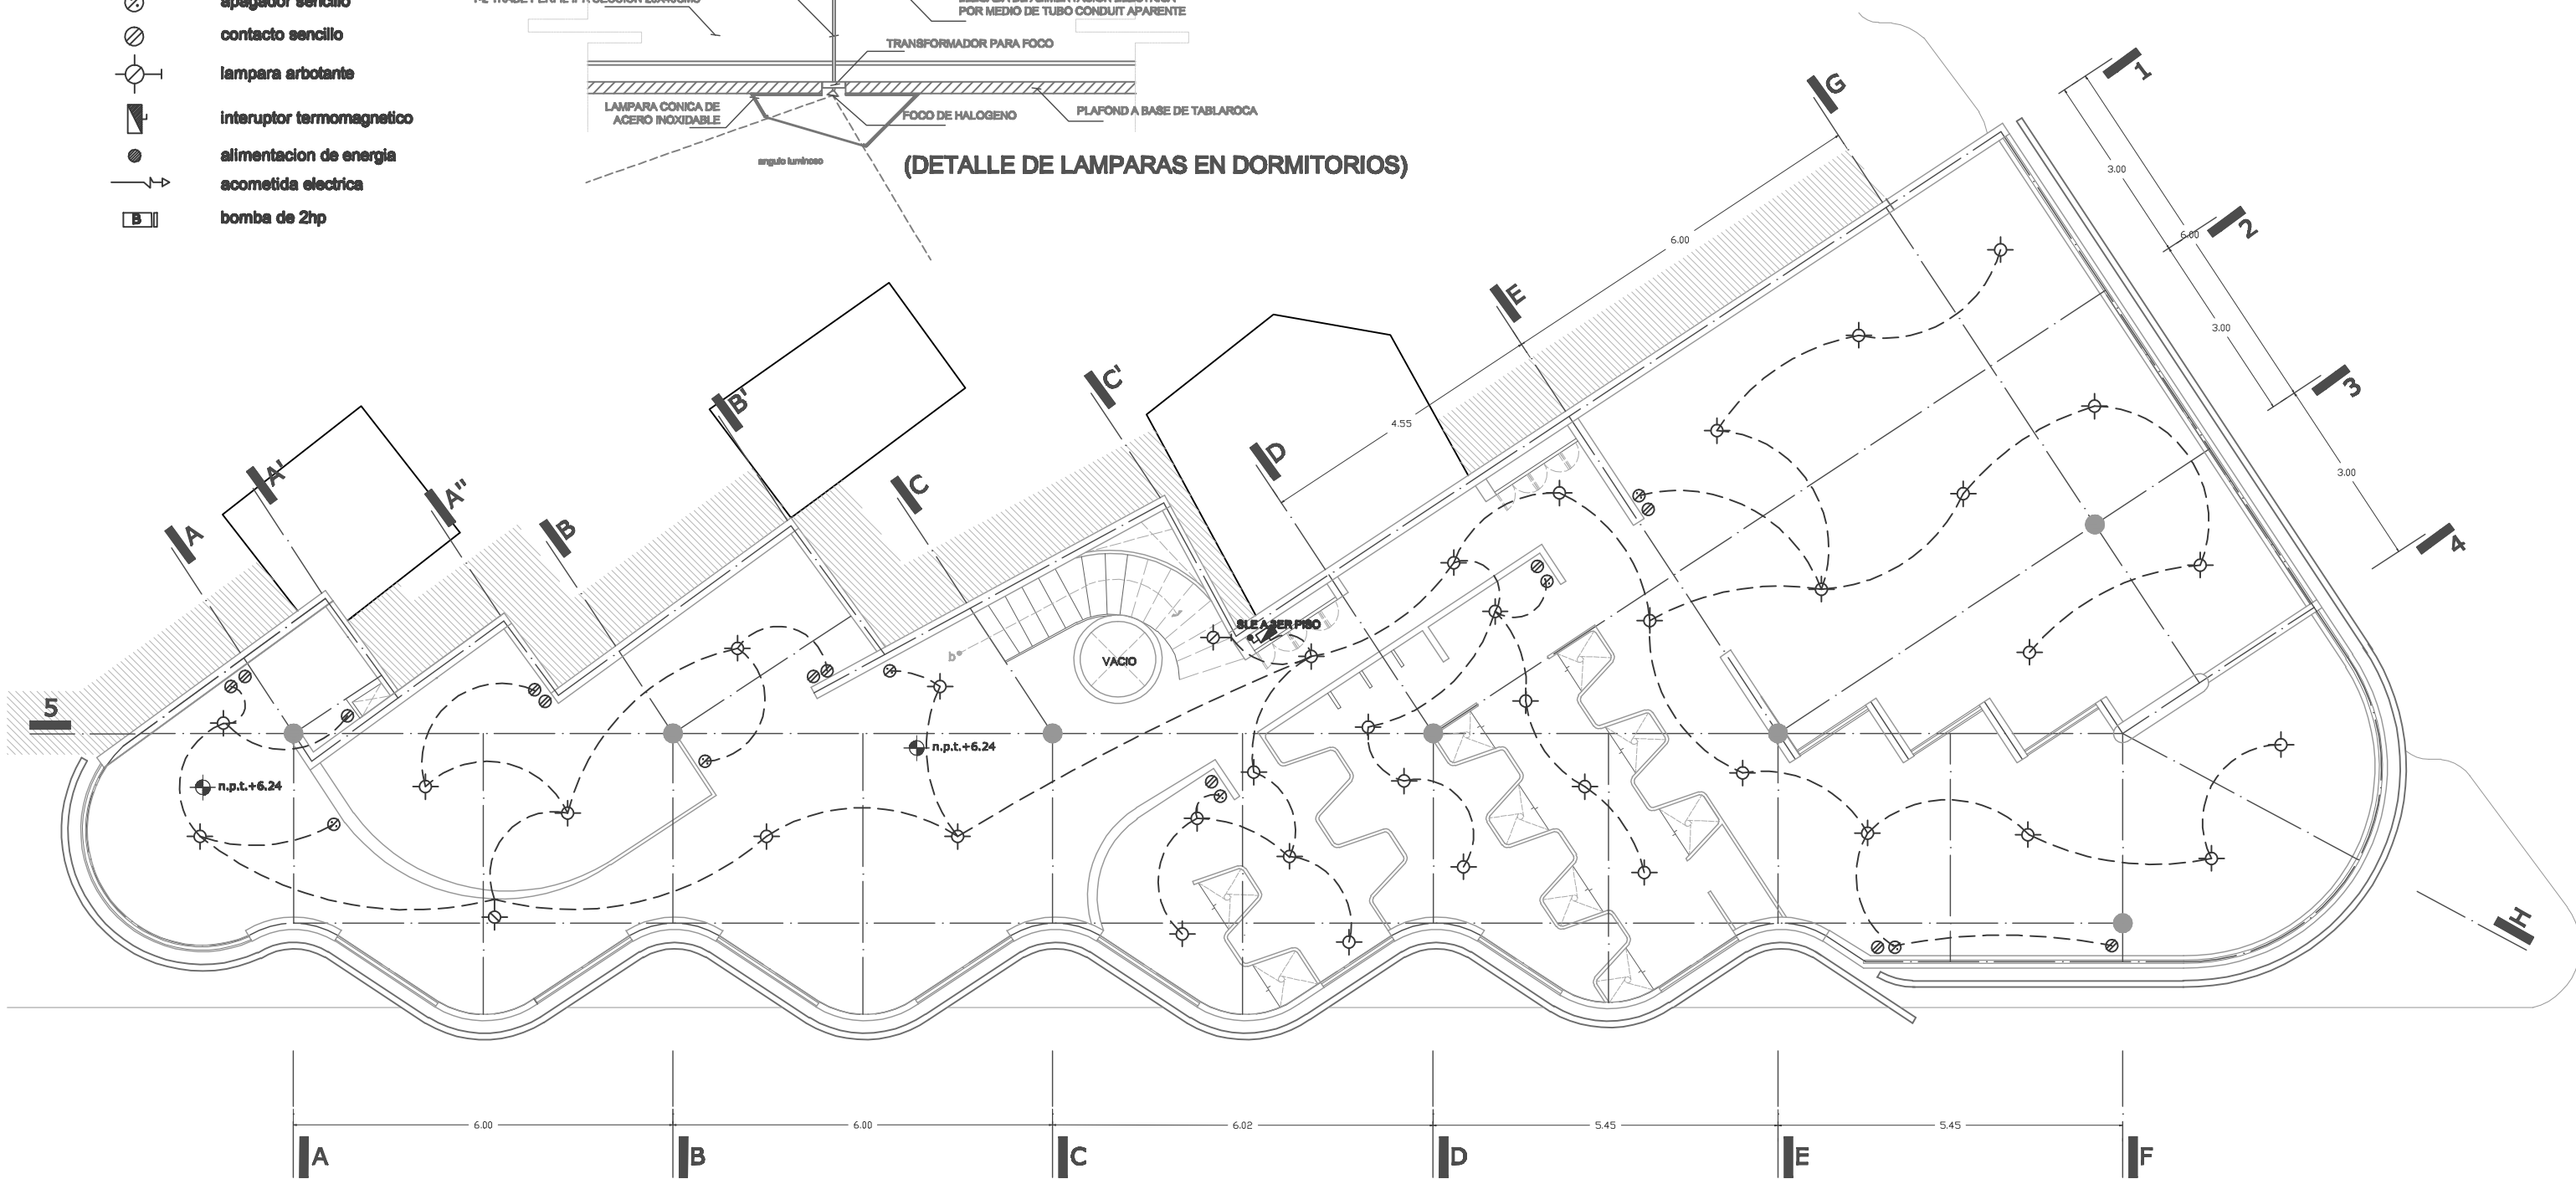 apagador sencillo
contacto sencillo
lampara arbotante
interuptor termomagnetico
alimentacion de energia
acometida electrica
B
bomba de 2hp
POR MEDIO DE TUBO CONDUIT APARENTE
TRANSFORMADOR PARA FOCO
LAMPARA CONICA DE
ACERO INOXIDABLE
FOCO DE HALOGENO
PLAFOND A BASE DE TABLAROCA
angulo luminoso
(DETALLE DE LAMPARAS EN DORMITORIOS)
G
1
3.00
2
6.00
6.00
E
3.00
3
C'
B'
4.55
D
3.00
A'
A''
C
B
A
4
SLE A 3ER PISO
b
VACIO
5
n.p.t.+6.24
n.p.t.+6.24
H
6.00
6.00
6.02
5.45
5.45
A
B
C
D
E
F